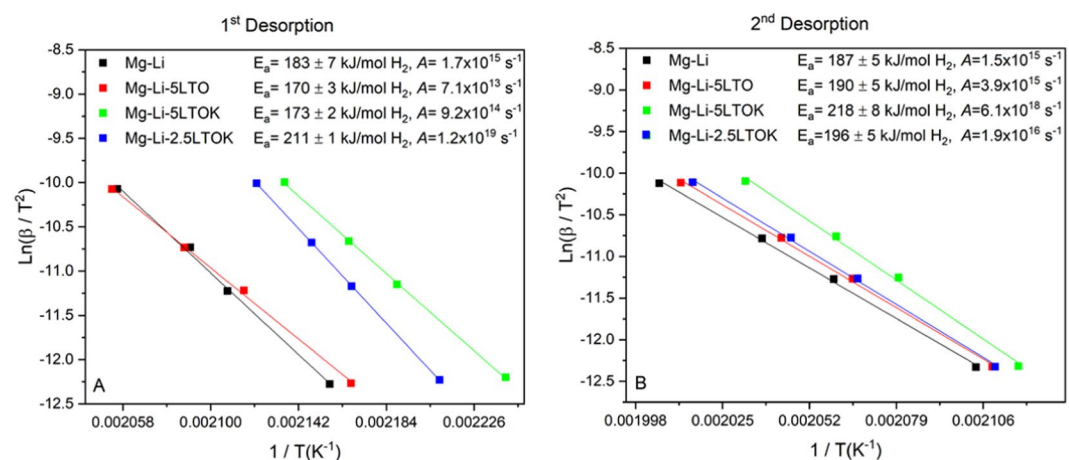 1st Desorption
-8.5
-9.0
-9.5
-10.0
-10.5
-11.0
-11.5
-12.0
-12.5
Ln(β / T²)
Mg-Li Ea= 183 ± 7 kJ/mol H₂, A= 1.7x10¹⁵ s⁻¹
Mg-Li-5LTO Ea= 170 ± 3 kJ/mol H₂, A= 7.1x10¹³ s⁻¹
Mg-Li-5LTOK Ea= 173 ± 2 kJ/mol H₂, A= 9.2x10¹⁴ s⁻¹
Mg-Li-2.5LTOK Ea= 211 ± 1 kJ/mol H₂, A=1.2x10¹⁹ s⁻¹
A
0.002058 0.002100 0.002142 0.002184 0.002226
1 / T(K⁻¹)
2nd Desorption
-8.5
-9.0
-9.5
-10.0
-10.5
-11.0
-11.5
-12.0
-12.5
Ln(β / T²)
Mg-Li Ea= 187 ± 5 kJ/mol H₂, A=1.5x10¹⁵ s⁻¹
Mg-Li-5LTO Ea= 190 ± 5 kJ/mol H₂, A=3.9x10¹⁵ s⁻¹
Mg-Li-5LTOK Ea= 218 ± 8 kJ/mol H₂, A=6.1x10¹⁸ s⁻¹
Mg-Li-2.5LTOK Ea=196 ± 5 kJ/mol H₂, A=1.9x10¹⁶ s⁻¹
B
0.001998 0.002025 0.002052 0.002079 0.002106
1 / T(K⁻¹)